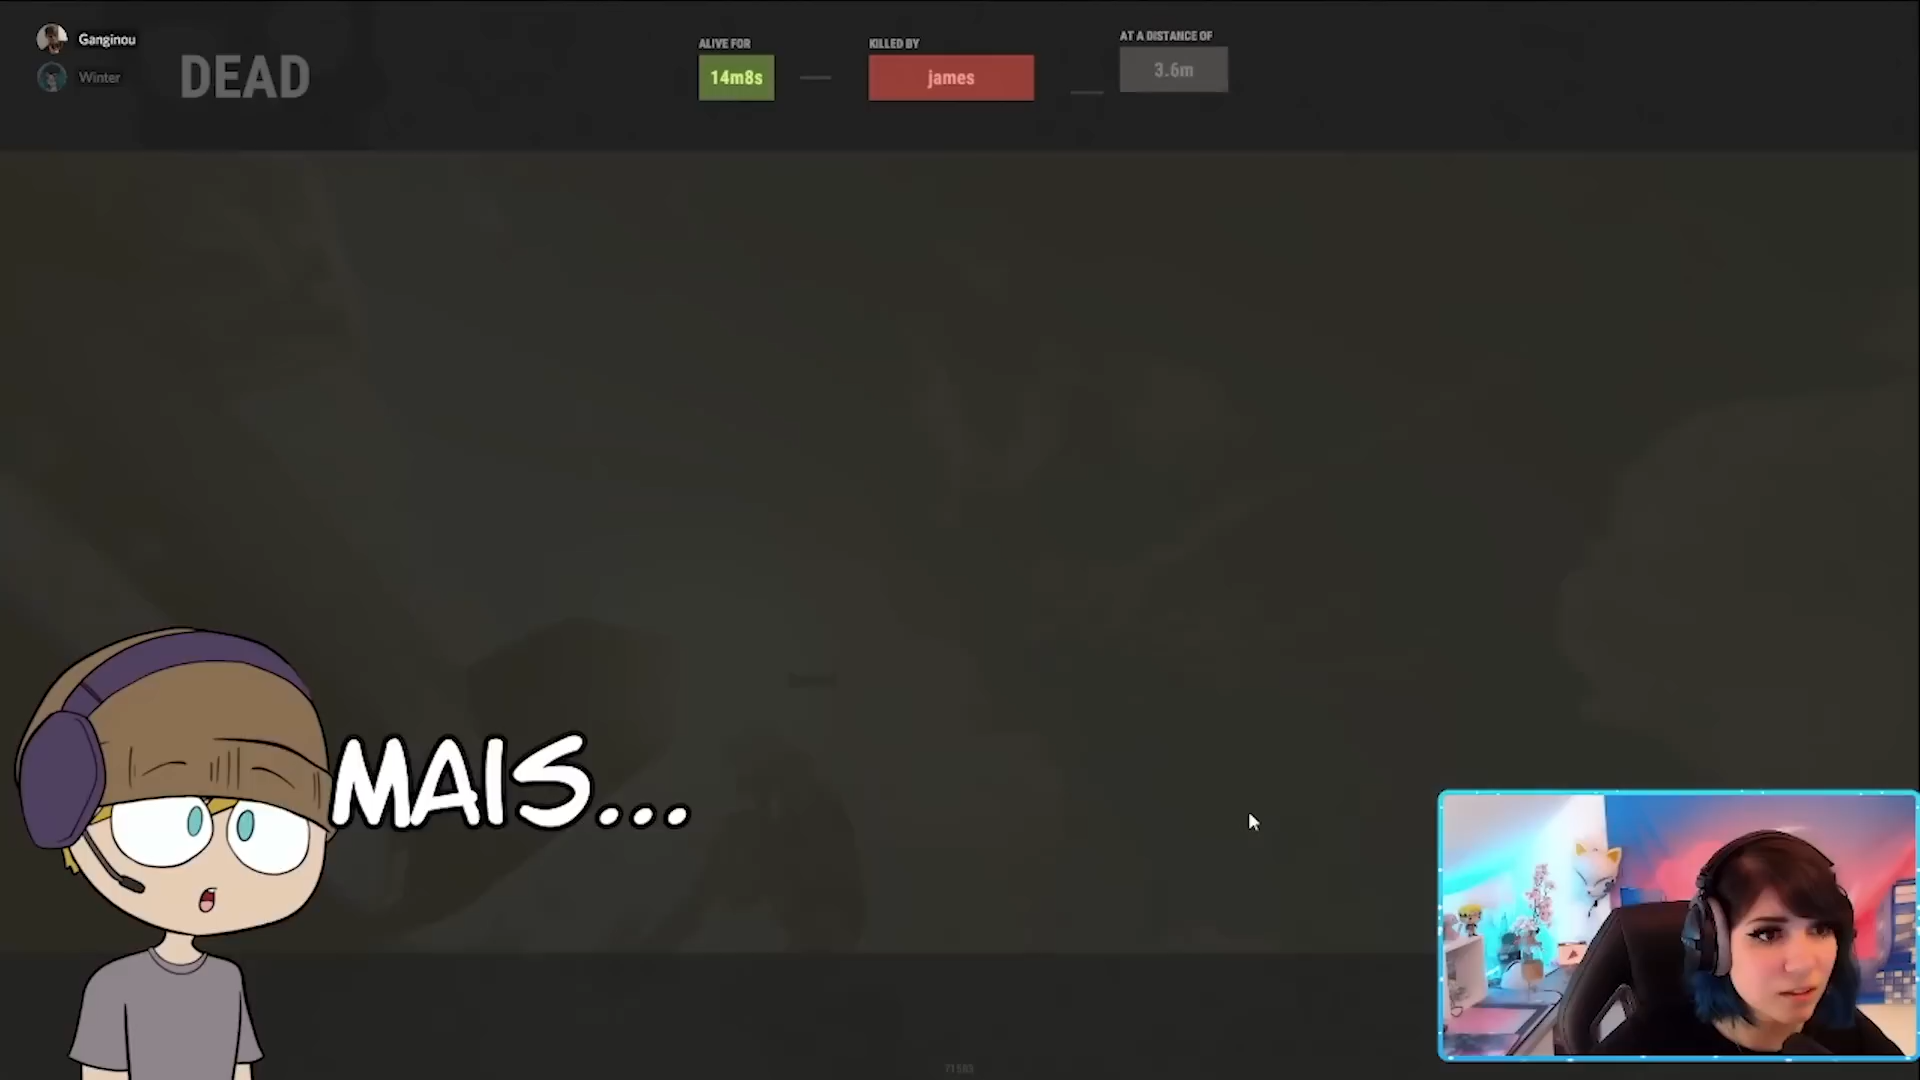 Ganginou
Winter
DEAD
ALIVE FOR
14m8s
KILLED BY
james
AT A DISTANCE OF
3.6m
MAIS...